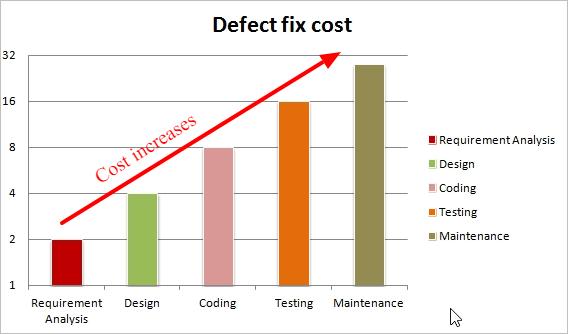 Defect fix cost
32
16
8
4
2
1
Cost increases
Requirement
Analysis
Design
Coding
Testing
Maintenance
Requirement Analysis
Design
Coding
Testing
Maintenance